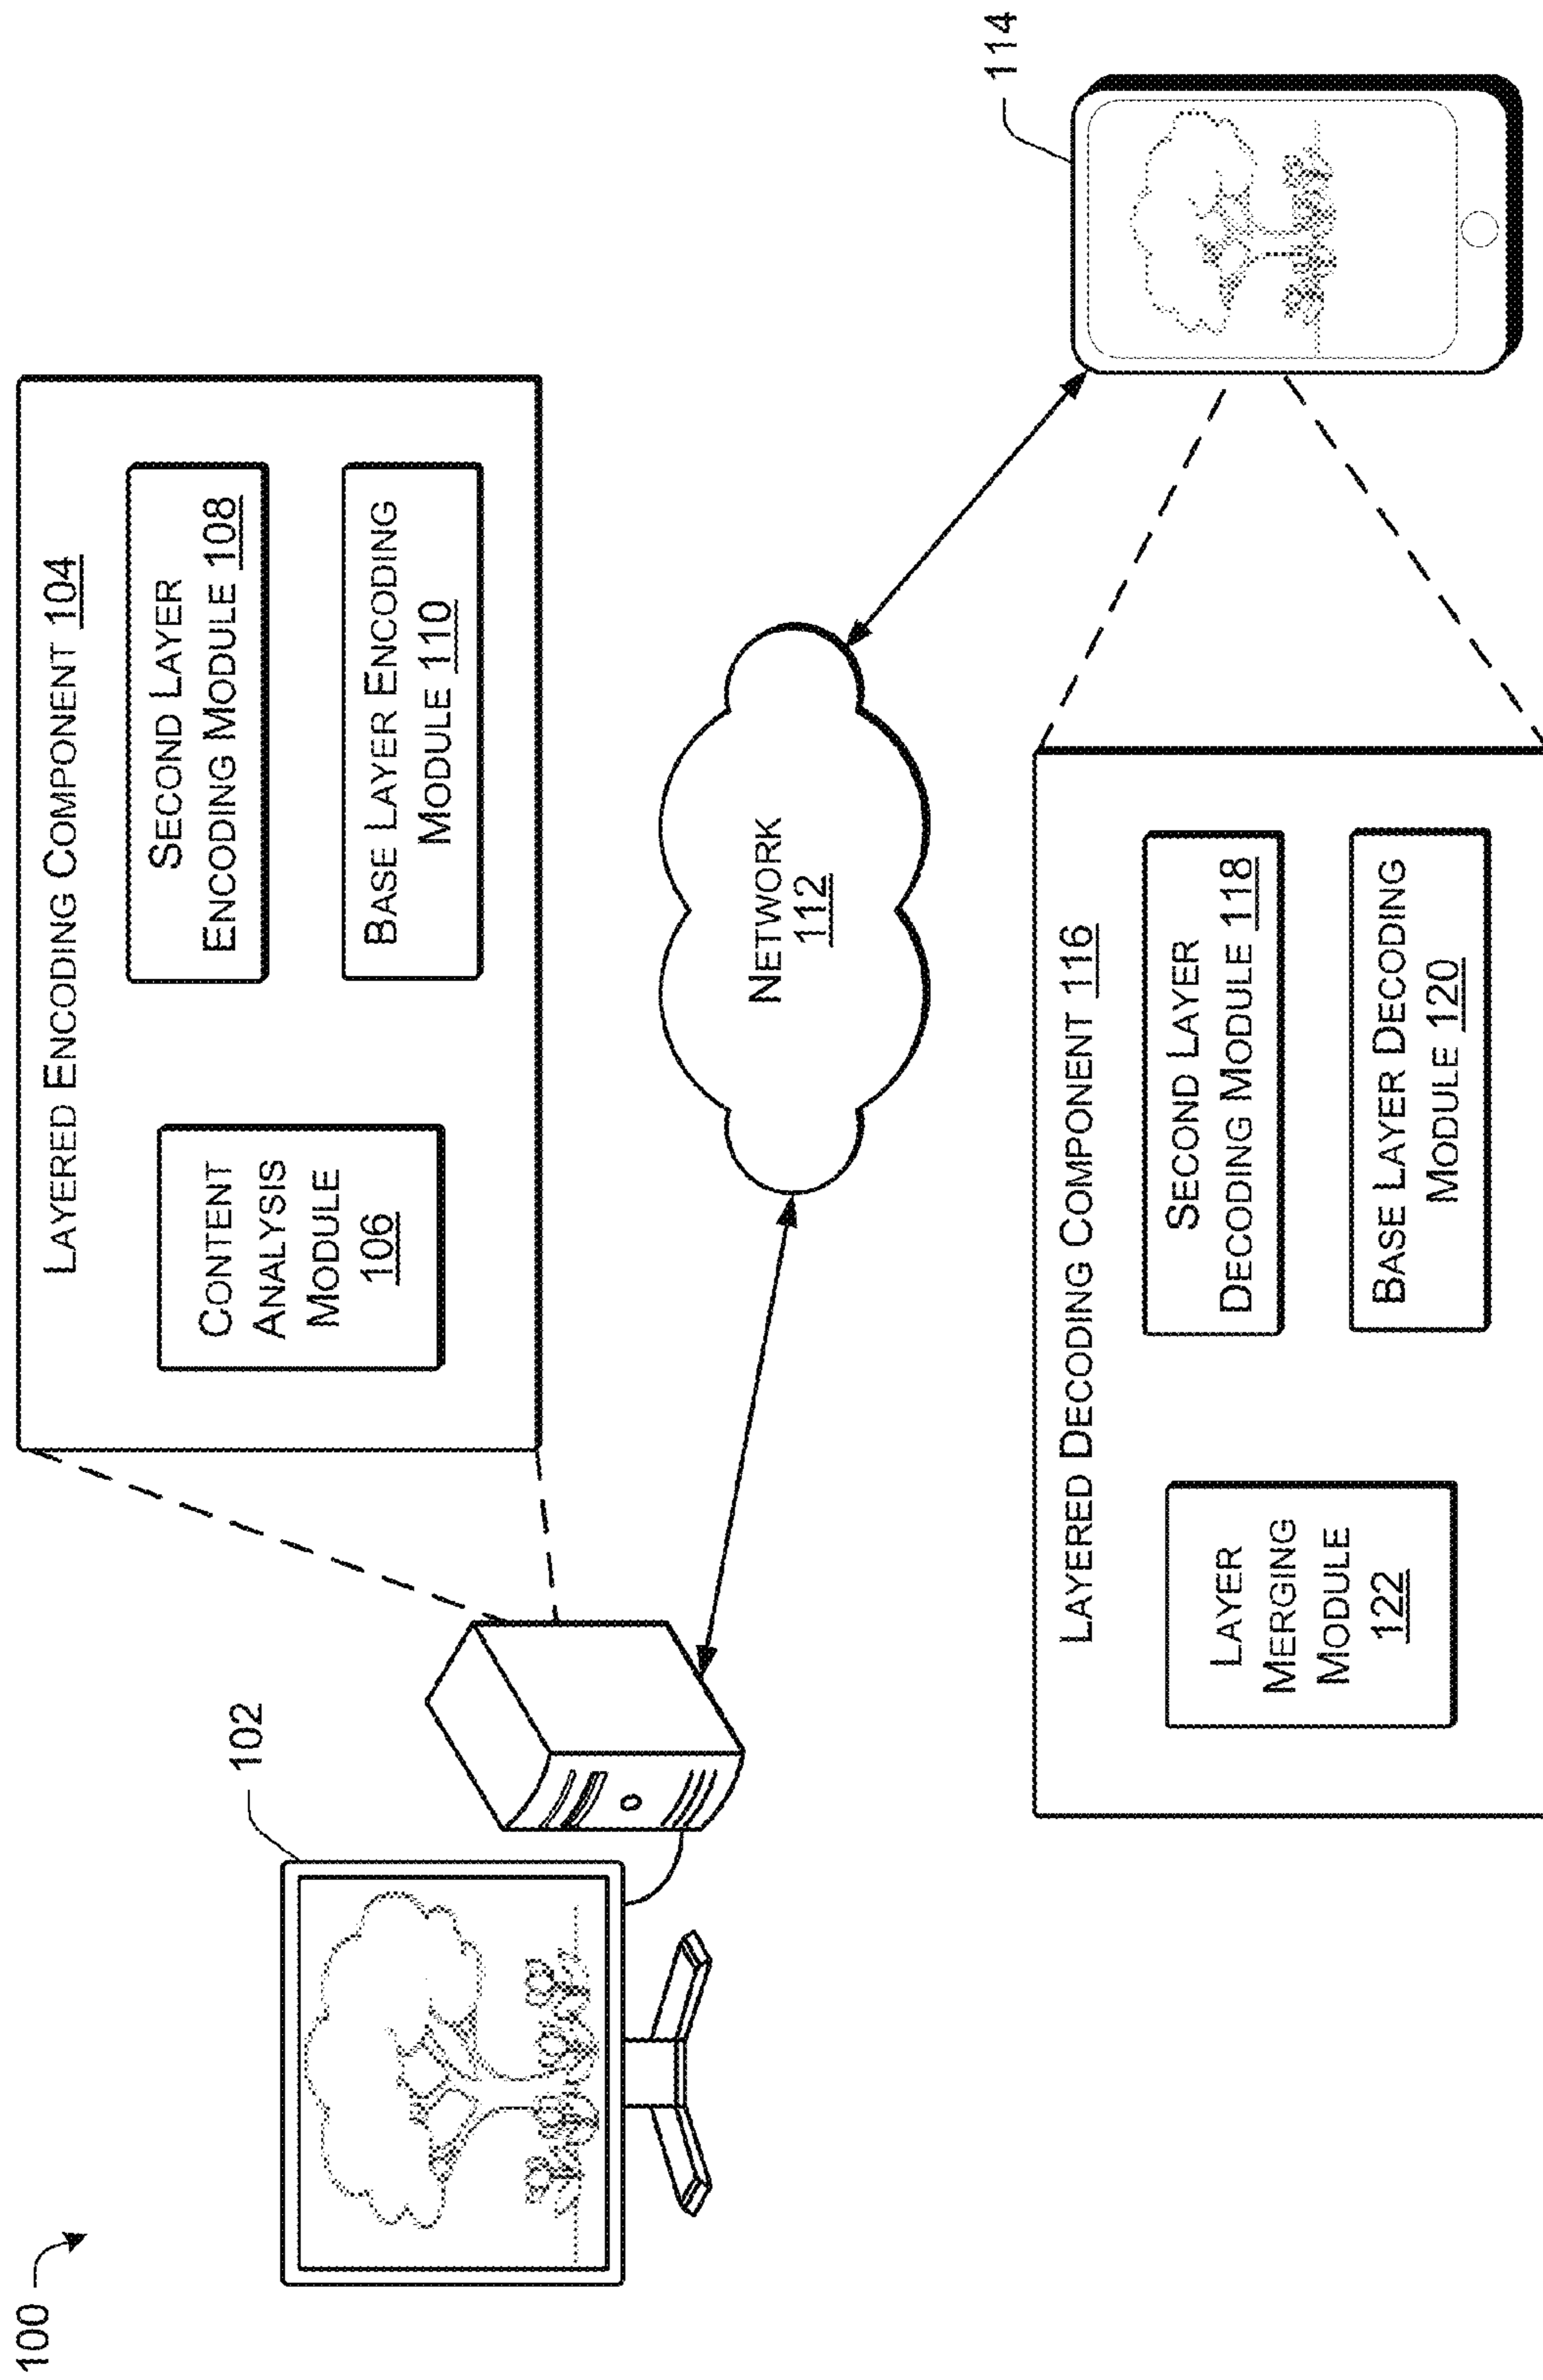 100
102
LAYERED ENCODING COMPONENT 104
CONTENT
ANALYSIS
MODULE
106
SECOND LAYER
ENCODING MODULE 108
BASE LAYER ENCODING
MODULE 110
NETWORK
112
114
LAYERED DECODING COMPONENT 116
LAYER
MERGING
MODULE
122
SECOND LAYER
DECODING MODULE 118
BASE LAYER DECODING
MODULE 120